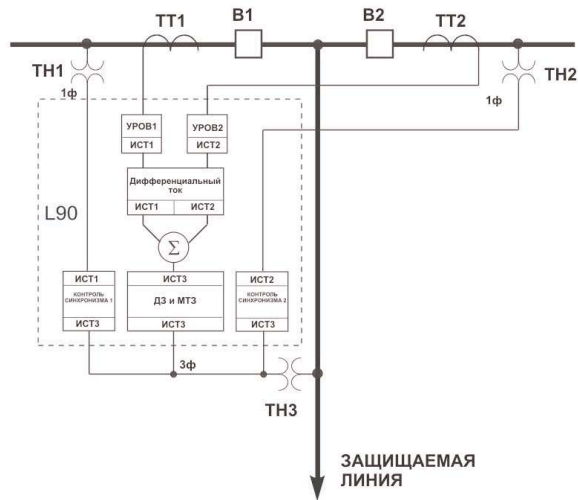 ТТ1
В1
В2
ТТ2
ТН1
ТН2
1ф
1ф
УРОВ1
ИСТ1
УРОВ2
ИСТ2
Дифференциальный
ток
ИСТ1
ИСТ2
L90
Σ
ИСТ1
КОНТРОЛЬ
СИНХРОНИЗМА 1
ИСТ3
ИСТ3
ДЗ и МТЗ
ИСТ3
ИСТ2
КОНТРОЛЬ
СИНХРОНИЗМА 2
ИСТ3
3ф
ТН3
ЗАЩИЩАЕМАЯ
ЛИНИЯ